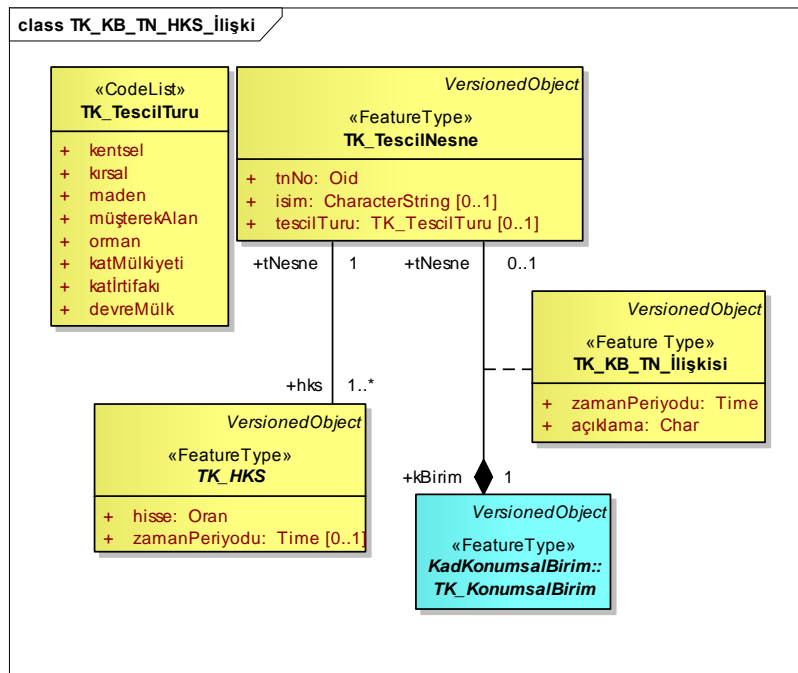 class TK_KB_TN_HKS_İlişki
«CodeList»
TK_TescilTuru
+ kentsel
+ kırsal
+ maden
+ müşterekAlan
+ orman
+ katMülkiyeti
+ katİrtifakı
+ devreMülk
VersionedObject
«FeatureType»
TK_TescilNesne
+ tnNo: Oid
+ isim: CharacterString [0..1]
+ tescilTuru: TK_TescilTuru [0..1]
+tNesne 1
+tNesne 0..1
VersionedObject
«Feature Type»
TK_KB_TN_İlişkisi
+ zamanPeriyodu: Time
+ açıklama: Char
+hks 1..*
VersionedObject
«FeatureType»
TK_HKS
+ hisse: Oran
+ zamanPeriyodu: Time [0..1]
+kBirim 1
VersionedObject
«FeatureType»
KadKonumsalBirim::
TK_KonumsalBirim